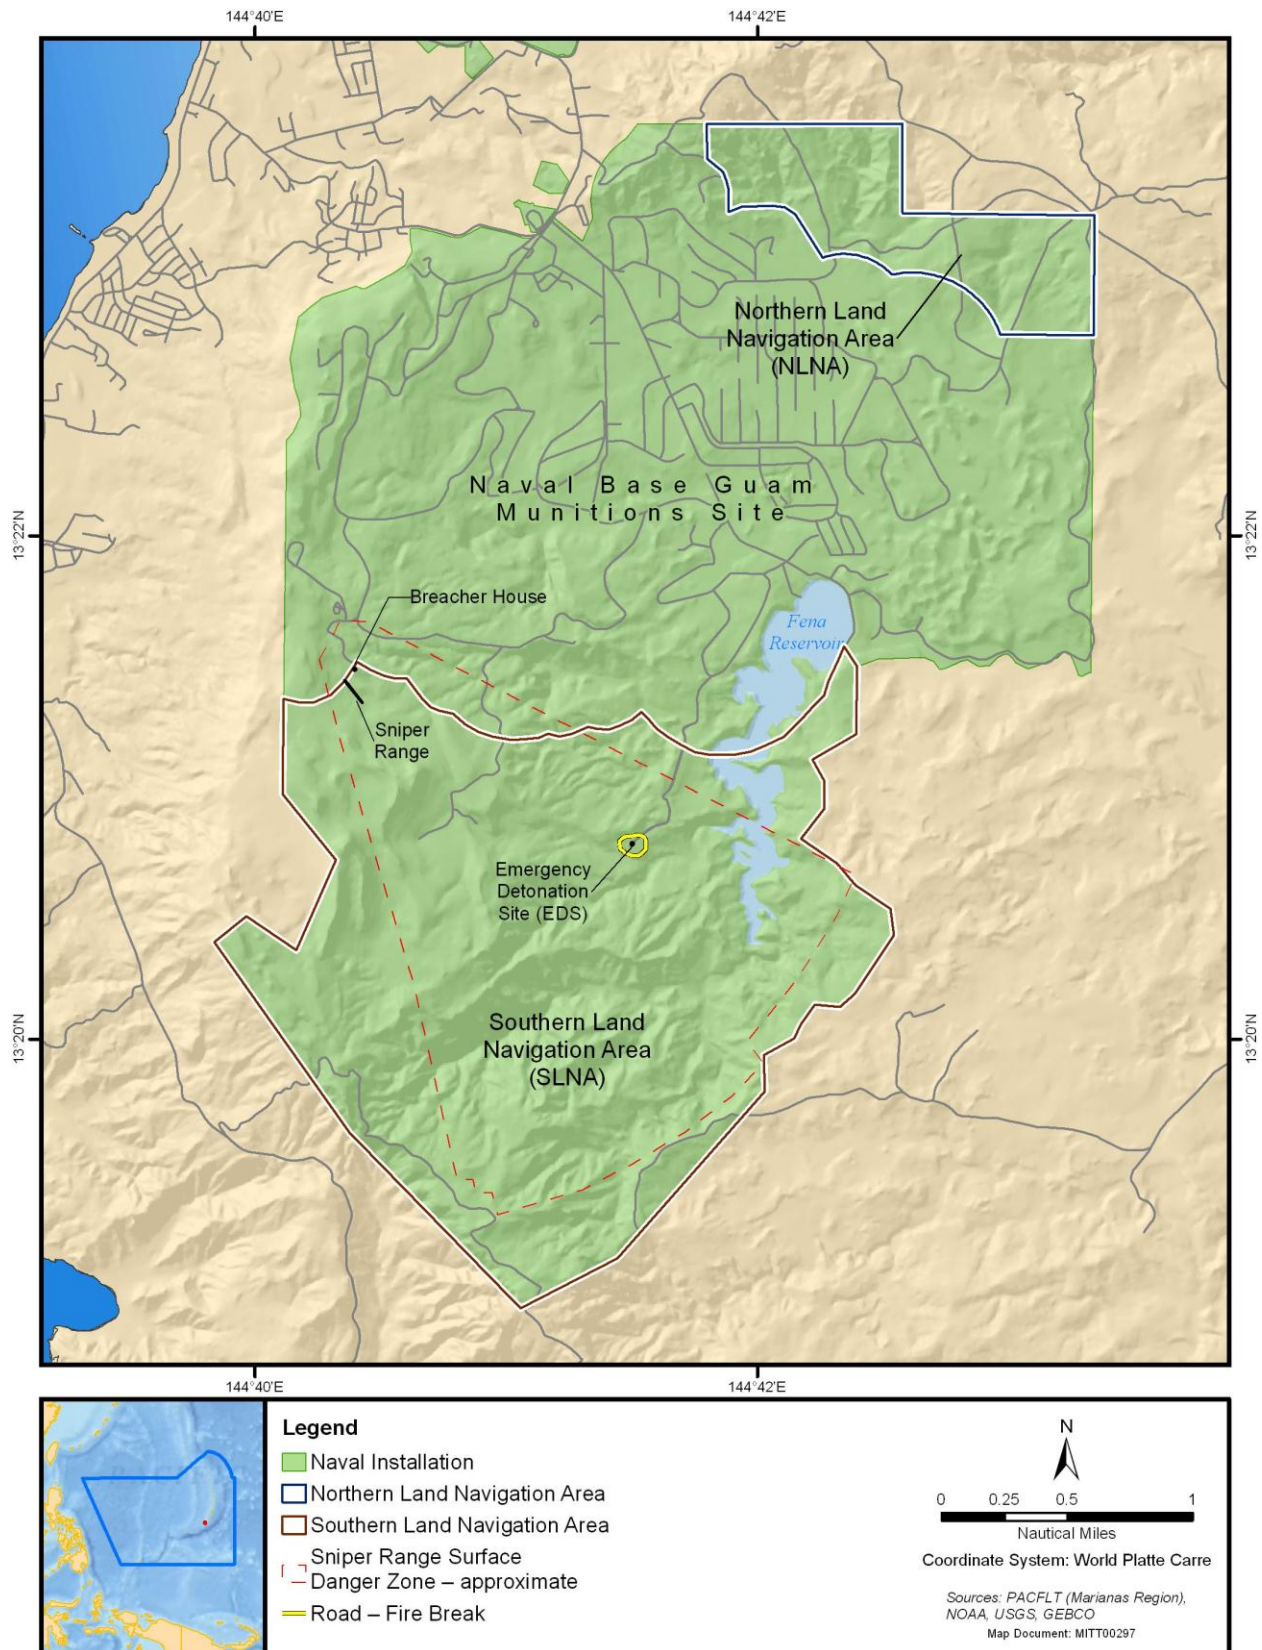 144°40'E
144°42'E
Northern Land
Navigation Area
(NLNA)
Naval Base Guam
Munitions Site
13°22'N
13°22'N
Breacher House
Fena
Reservoir
Sniper
Range
Emergency
Detonation
Site (EDS)
Southern Land
Navigation Area
(SLNA)
13°20'N
13°20'N
144°40'E
144°42'E
Legend
Naval Installation
Northern Land Navigation Area
Southern Land Navigation Area
Sniper Range Surface
Danger Zone – approximate
Road – Fire Break
N
0 0.25 0.5 1
Nautical Miles
Coordinate System: World Platte Carre
Sources: PACFLT (Marianas Region),
NOAA, USGS, GEBCO
Map Document: MITT00297